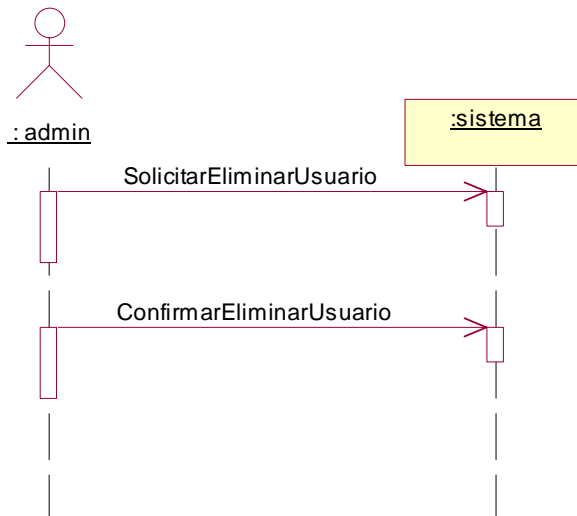 : admin
:sistema
SolicitarEliminarUsuario
ConfirmarEliminarUsuario